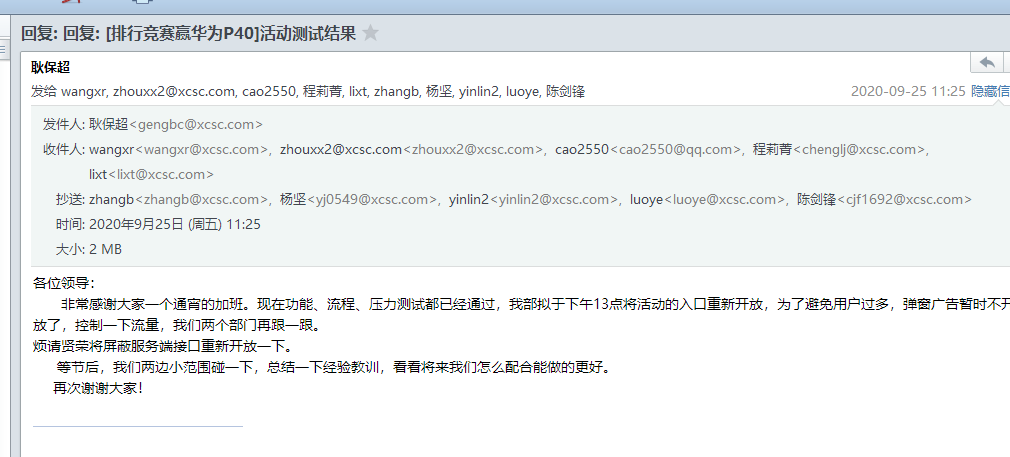 回复: 回复: [排行竞赛赢华为P40]活动测试结果
耿保超
发给 wangxr, zhouxx2@xcsc.com, cao2550, 程莉菁, lixt, zhangb, 杨坚, yinlin2, luoye, 陈剑锋
2020-09-25 11:25 隐藏信
发件人: 耿保超<gengbc@xcsc.com>
收件人: wangxr<wangxr@xcsc.com>, zhouxx2@xcsc.com<zhouxx2@xcsc.com>, cao2550<cao2550@qq.com>, 程莉菁<chenglj@xcsc.com>,
lixt<lixt@xcsc.com>
抄送: zhangb<zhangb@xcsc.com>, 杨坚<yj0549@xcsc.com>, yinlin2<yinlin2@xcsc.com>, luoye<luoye@xcsc.com>, 陈剑锋<cjf1692@xcsc.com>
时间: 2020年9月25日 (周五) 11:25
大小: 2 MB
各位领导：
非常感谢大家一个通宵的加班。现在功能、流程、压力测试都已经通过，我部拟于下午13点将活动的入口重新开放，为了避免用户过多，弹窗广告暂时不开
放了，控制一下流量，我们两个部门再跟一跟。
烦请贤荣将屏蔽服务端接口重新开放一下。
等节后，我们两边小范围碰一下，总结一下经验教训，看看将来我们怎么配合能做的更好。
再次谢谢大家！